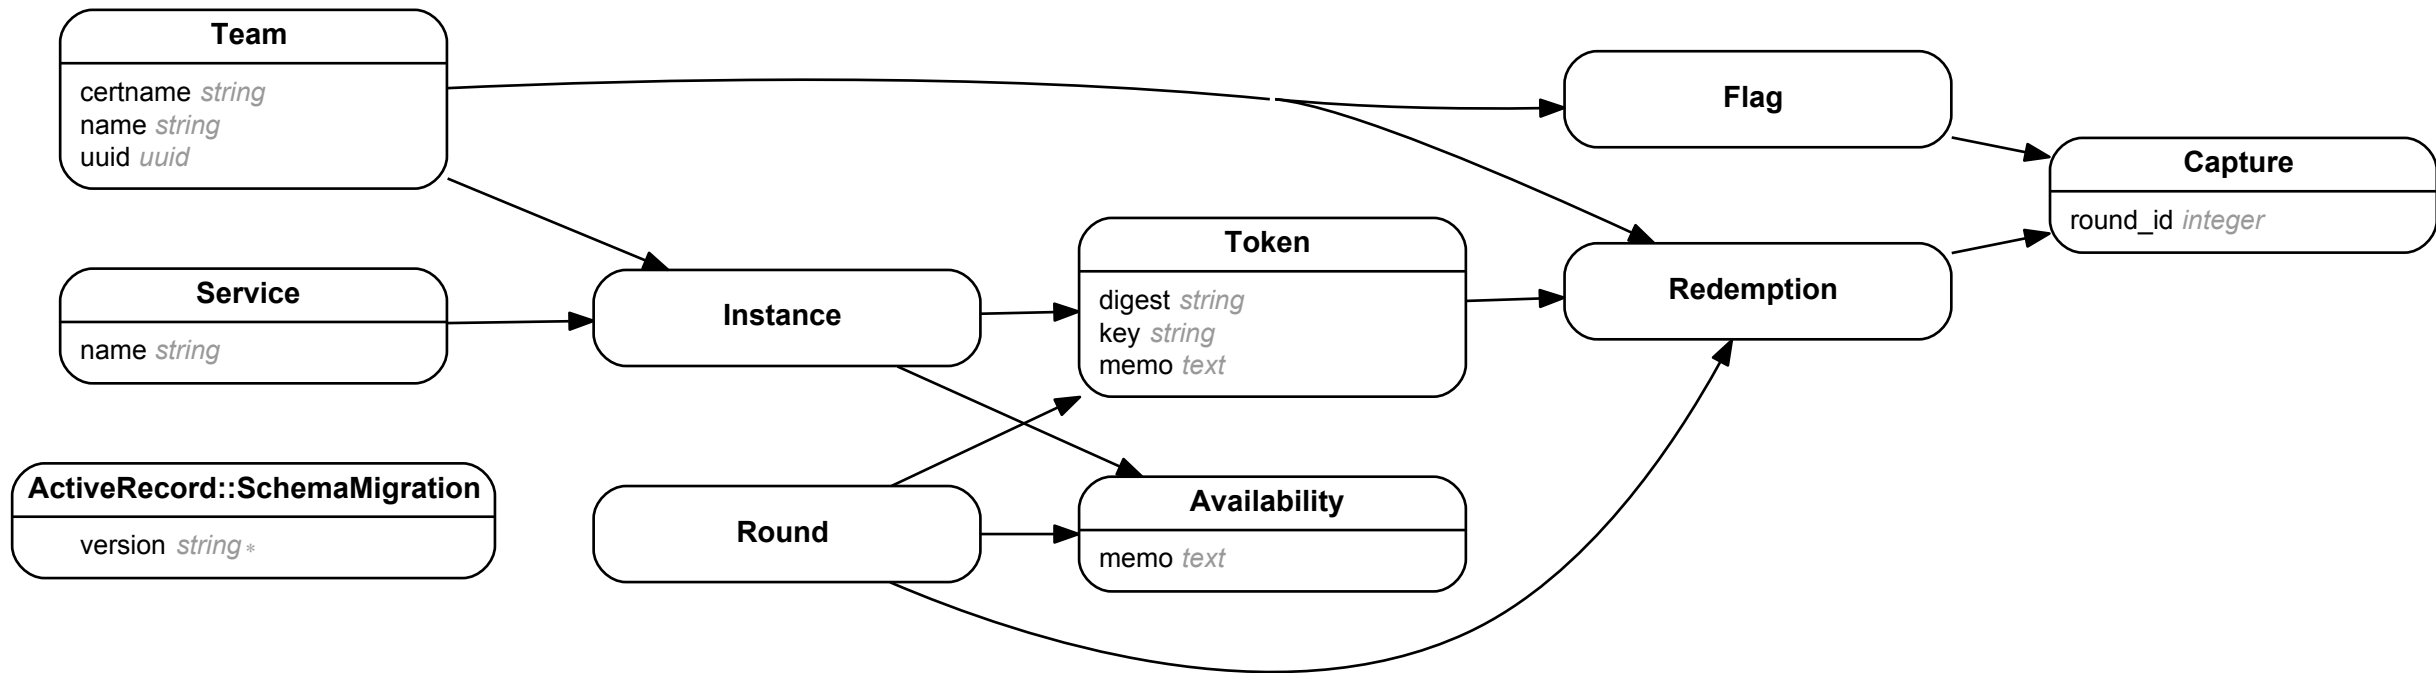 Team
certname string
name string
uuid uuid
Service
name string
ActiveRecord::SchemaMigration
version string*
Instance
Round
Token
digest string
key string
memo text
Availability
memo text
Flag
Redemption
Capture
round_id integer